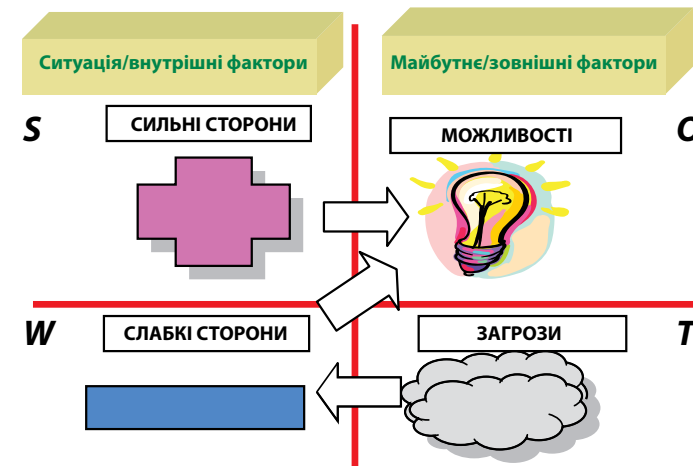 Ситуація/внутрішні фактори
Майбутнє/зовнішні фактори
S
СИЛЬНІ СТОРОНИ
МОЖЛИВОСТІ
O
W
СЛАБКІ СТОРОНИ
ЗАГРОЗИ
T